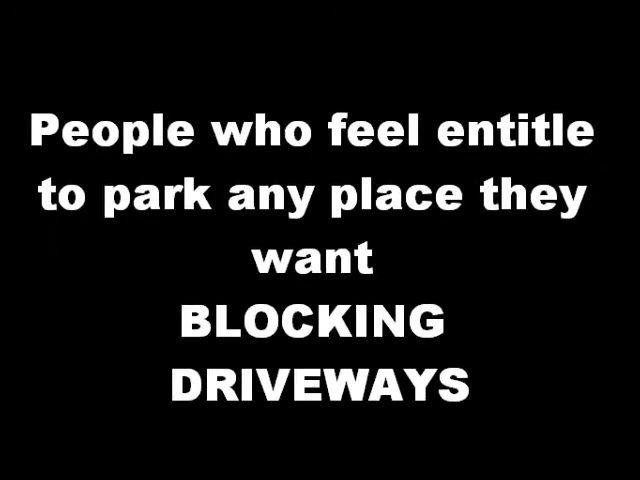 People who feel entitle
to park any place they
want
BLOCKING
DRIVEWAYS